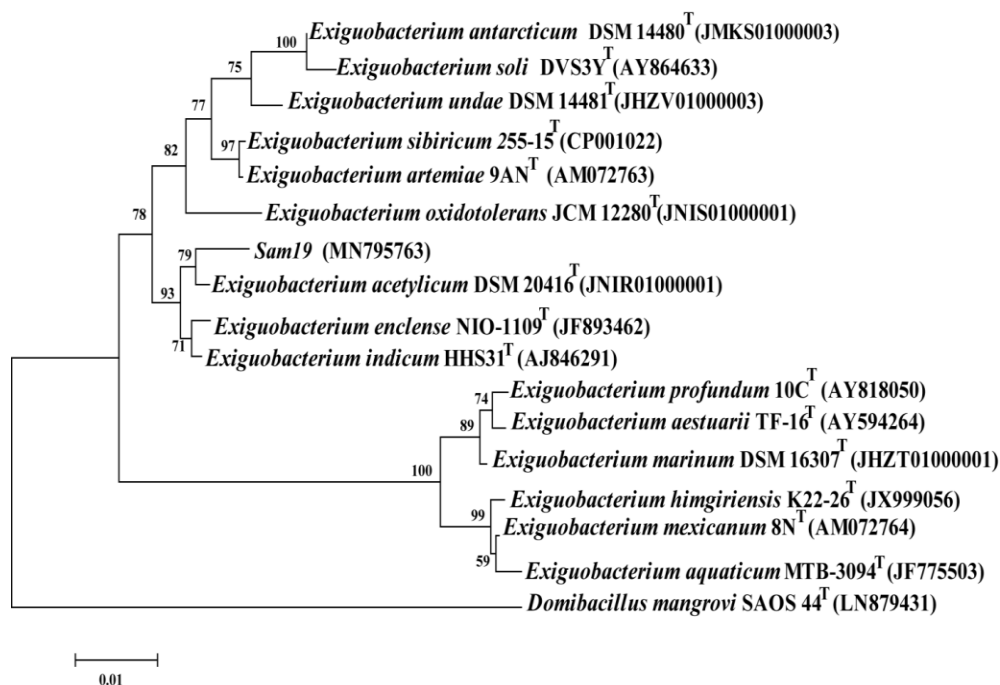 100
Exiguobacterium antarcticum DSM 14480T(JMKS01000003)
75
Exiguobacterium soli DVS3Y(AY864633)
77
Exiguobacterium undae DSM 14481T(JHZV01000003)
97
Exiguobacterium sibiricum 255-15T(CP001022)
82
Exiguobacterium artemiae 9ANT (AM072763)
78
Exiguobacterium oxidotolerans JCM 12280T(JNIS01000001)
79
Sam19 (MN795763)
93
Exiguobacterium acetylicum DSM 20416T(JNIR01000001)
Exiguobacterium enclense NIO-1109T(JF893462)
71
Exiguobacterium indicum HHS31T(AJ846291)
74
Exiguobacterium profundum 10CT(AY818050)
89
Exiguobacterium aestuarii TF-16T(AY594264)
Exiguobacterium marinum DSM 16307T(JHZT01000001)
100
Exiguobacterium himgiriensis K22-26T(JX999056)
99
Exiguobacterium mexicanum 8NT(AM072764)
59
Exiguobacterium aquaticum MTB-3094T(JF775503)
Domibacillus mangrovi SAOS 44T(LN879431)
0.01